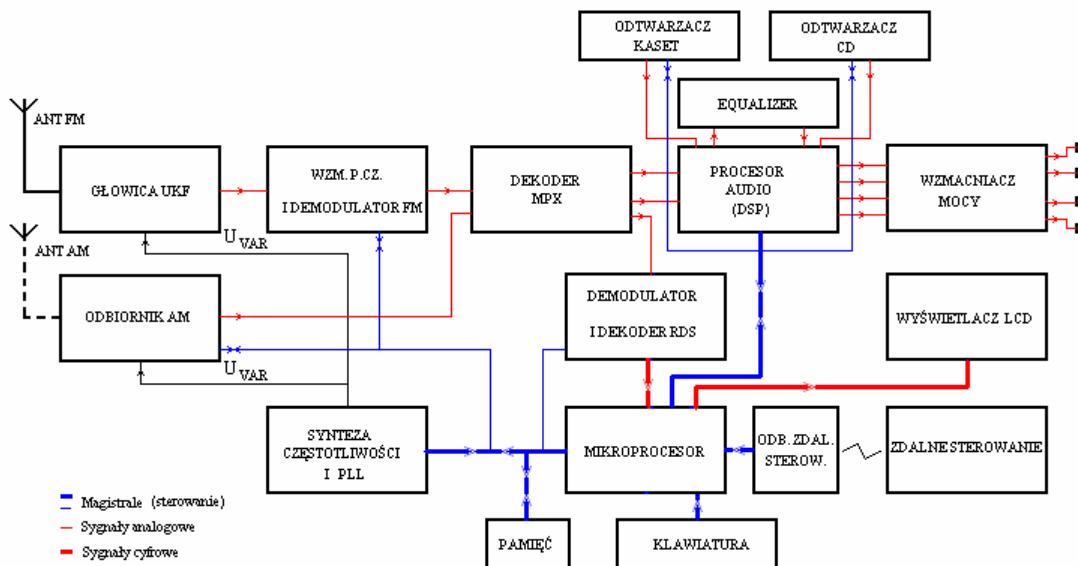 ODTWARZACZ
KASET
ODTWARZACZ
CD
EQUALIZER
ANT FM
GŁOWICA UKF
WZM. P. CZ.
I DEMODULATOR FM
DEKODER
MPX
PROCESOR
AUDIO
(DSP)
WZMACNIACZ
MOCY
U VAR
ANT AM
ODBIORNIK AM
DEMODULATOR
I DEKODER RDS
WYŚWIETLACZ LCD
U VAR
SYNTEZA
CZĘSTOTLIWOŚCI
I PLL
MIKROPROCESOR
ODB. ZDAL.
STEROW.
ZDALNE STEROWANIE
Magistrale (sterowanie)
Sygnały analogowe
Sygnały cyfrowe
PAMIĘĆ
KLAWIATURA